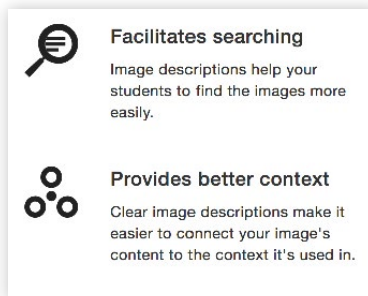 Facilitates searching
Image descriptions help your
students to find the images more
easily.
Provides better context
Clear image descriptions make it
easier to connect your image's
content to the context it's used in.